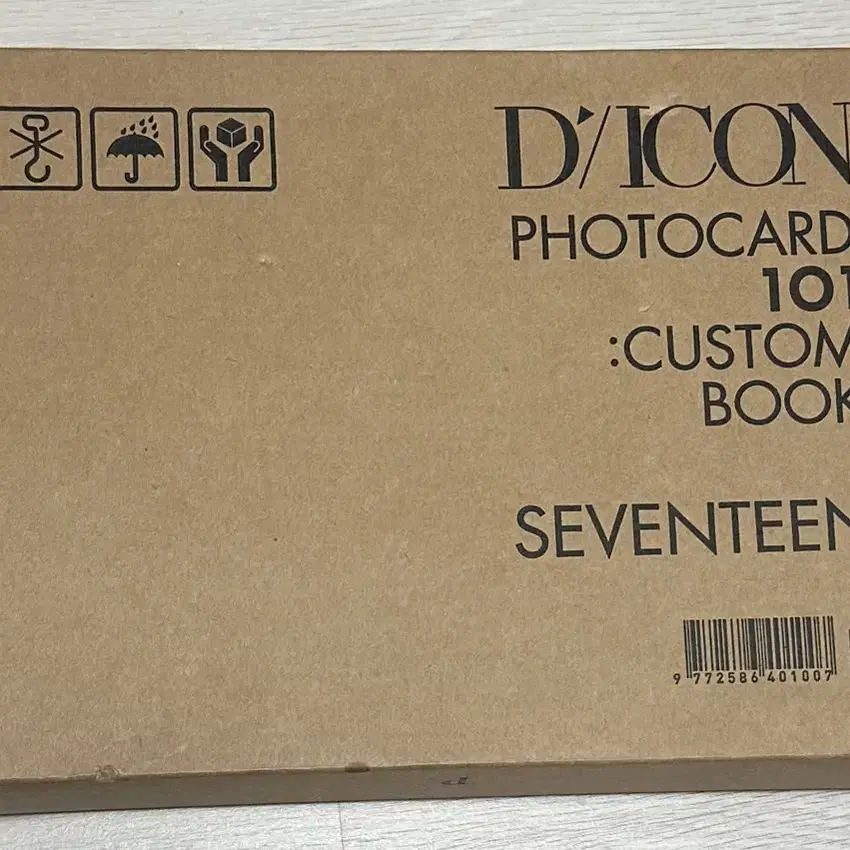 D'/ICON
PHOTOCARD
101
:CUSTOM
BOOK
SEVENTEEN
9 772586 401007